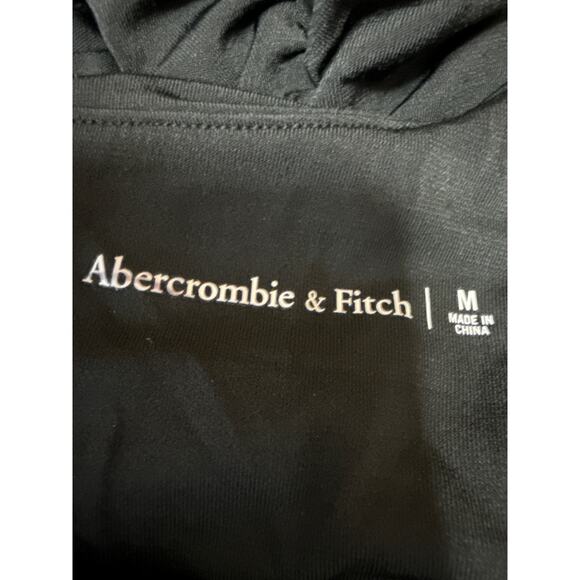 Abercrombie & Fitch | M
MADE IN
CHINA